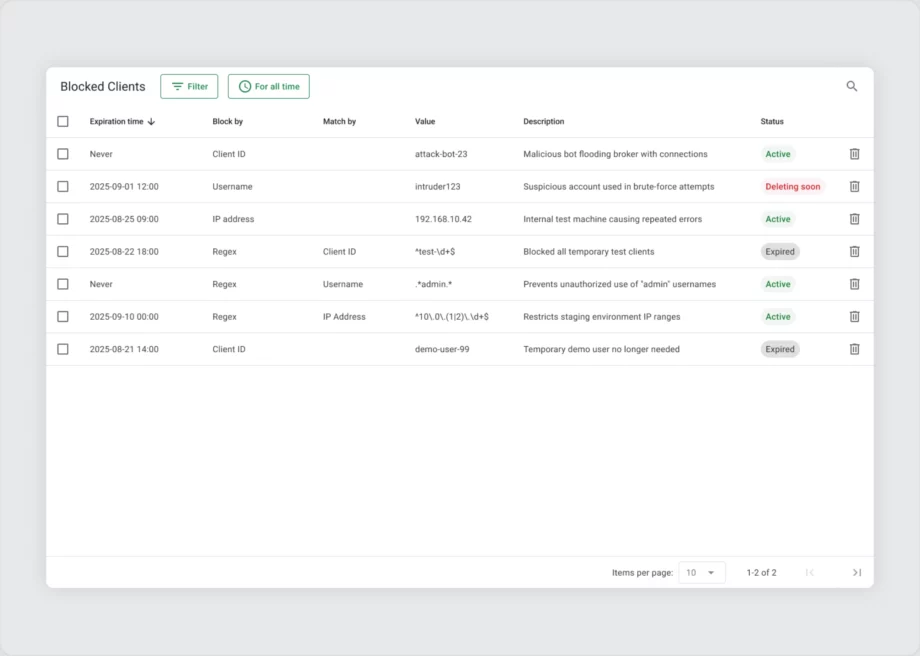 Blocked Clients Filter For all time
Expiration time Block by Match by Value Description Status
Never Client ID attack-bot-23 Malicious bot flooding broker with connections Active
2025-09-01 12:00 Username intruder123 Suspicious account used in brute-force attempts Deleting soon
2025-08-25 09:00 IP address 192.168.10.42 Internal test machine causing repeated errors Active
2025-08-22 18:00 Regex Client ID ^test-\d+$ Blocked all temporary test clients Expired
Never Regex Username .*admin.* Prevents unauthorized use of "admin" usernames Active
2025-09-10 00:00 Regex IP Address ^10\.0\.(1|2)\.\d+$ Restricts staging environment IP ranges Active
2025-08-21 14:00 Client ID demo-user-99 Temporary demo user no longer needed Expired
Items per page: 10 1-2 of 2